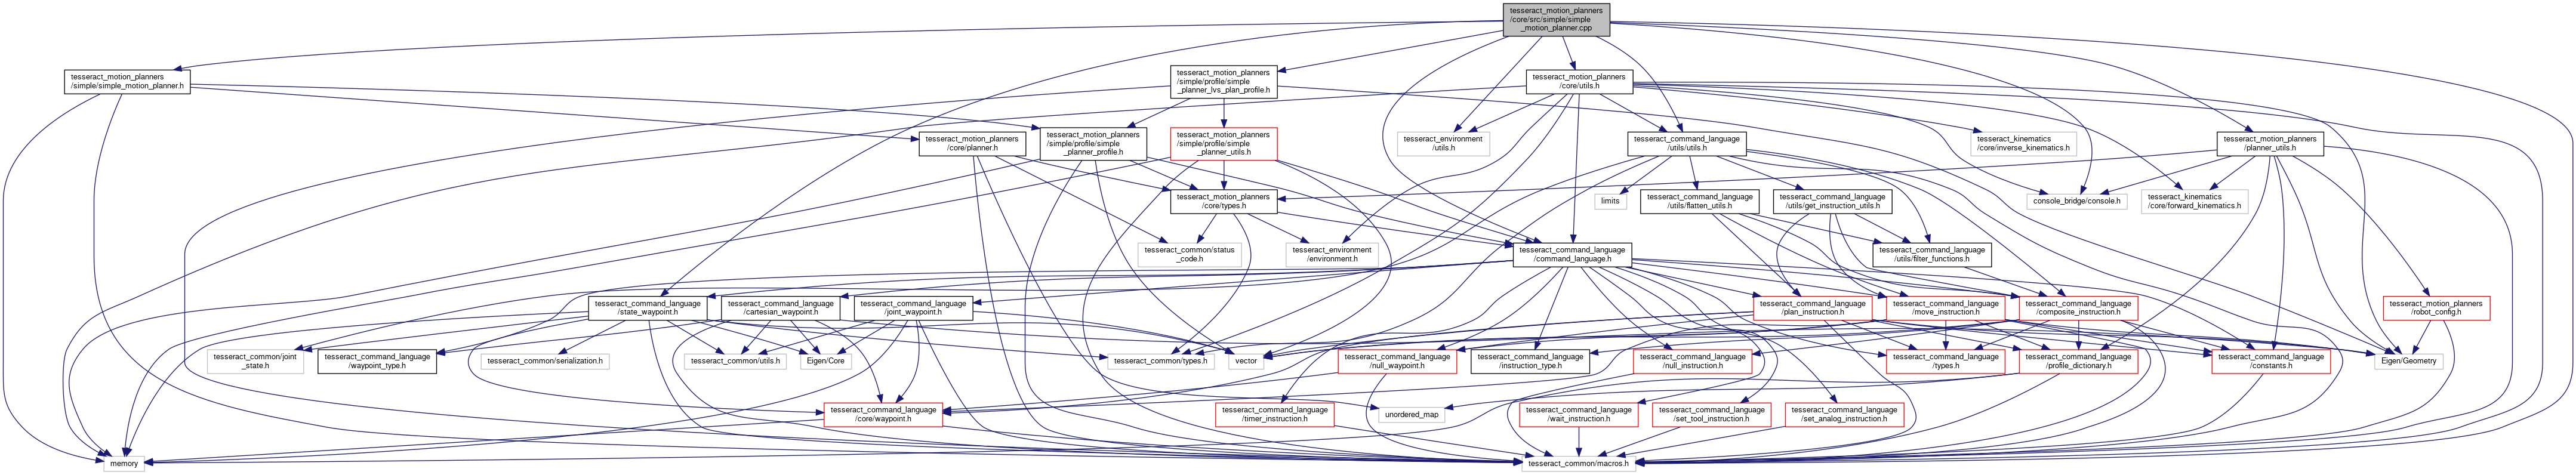 tesseract_motion_planners
/core/src/simple/simple
_motion_planner.cpp
tesseract_motion_planners
/simple/simple_motion_planner.h
tesseract_motion_planners
/simple/profile/simple
_planner_lvs_plan_profile.h
tesseract_motion_planners
/core/utils.h
tesseract_motion_planners
/core/planner.h
tesseract_motion_planners
/simple/profile/simple
_planner_profile.h
tesseract_motion_planners
/simple/profile/simple
_planner_utils.h
tesseract_environment
/utils.h
tesseract_command_language
/utils/utils.h
tesseract_kinematics
/core/inverse_kinematics.h
tesseract_motion_planners
/planner_utils.h
tesseract_motion_planners
/core/types.h
limits
tesseract_command_language
/utils/flatten_utils.h
tesseract_command_language
/utils/get_instruction_utils.h
console_bridge/console.h
tesseract_kinematics
/core/forward_kinematics.h
tesseract_common/status
_code.h
tesseract_environment
/environment.h
tesseract_command_language
/command_language.h
tesseract_command_language
/utils/filter_functions.h
tesseract_command_language
/state_waypoint.h
tesseract_command_language
/cartesian_waypoint.h
tesseract_command_language
/joint_waypoint.h
tesseract_command_language
/plan_instruction.h
tesseract_command_language
/move_instruction.h
tesseract_command_language
/composite_instruction.h
tesseract_motion_planners
/robot_config.h
tesseract_common/joint
_state.h
tesseract_command_language
/waypoint_type.h
tesseract_common/serialization.h
tesseract_common/utils.h
Eigen/Core
tesseract_common/types.h
vector
tesseract_command_language
/null_waypoint.h
tesseract_command_language
/instruction_type.h
tesseract_command_language
/null_instruction.h
tesseract_command_language
/types.h
tesseract_command_language
/profile_dictionary.h
tesseract_command_language
/constants.h
Eigen/Geometry
tesseract_command_language
/core/waypoint.h
unordered_map
tesseract_command_language
/timer_instruction.h
tesseract_command_language
/wait_instruction.h
tesseract_command_language
/set_tool_instruction.h
tesseract_command_language
/set_analog_instruction.h
memory
tesseract_common/macros.h